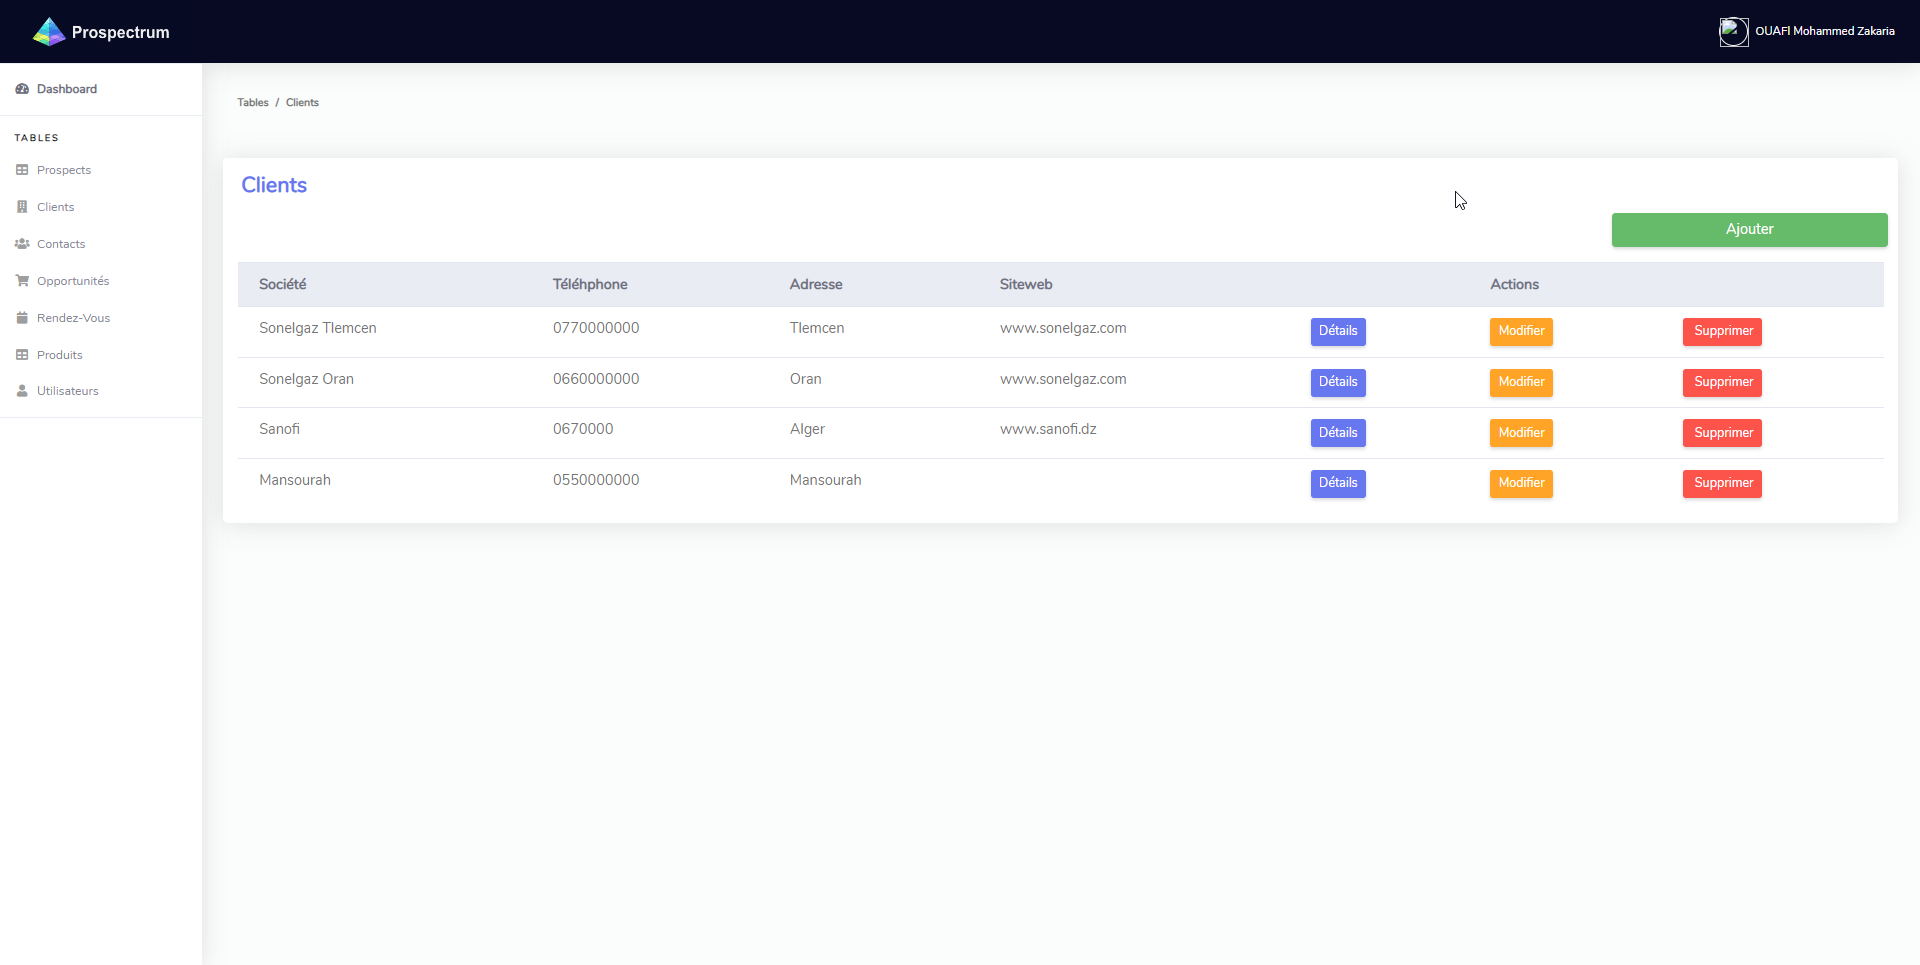 Prospectrum
OUAFI Mohammed Zakaria
Dashboard
TABLES
Prospects
Clients
Contacts
Opportunités
Rendez-Vous
Produits
Utilisateurs
Tables / Clients
Clients
Ajouter
Société Téléhphone Adresse Siteweb Actions
Sonelgaz Tlemcen 0770000000 Tlemcen www.sonelgaz.com Détails Modifier Supprimer
Sonelgaz Oran 0660000000 Oran www.sonelgaz.com Détails Modifier Supprimer
Sanofi 0670000 Alger www.sanofi.dz Détails Modifier Supprimer
Mansourah 0550000000 Mansourah Détails Modifier Supprimer